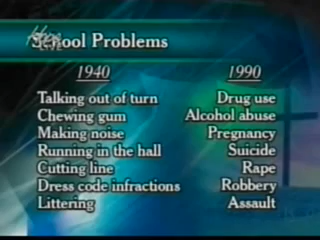 School Problems
1940 1990
Talking out of turn Drug use
Chewing gum Alcohol abuse
Making noise Pregnancy
Running in the hall Suicide
Cutting line Rape
Dress code infractions Robbery
Littering Assault